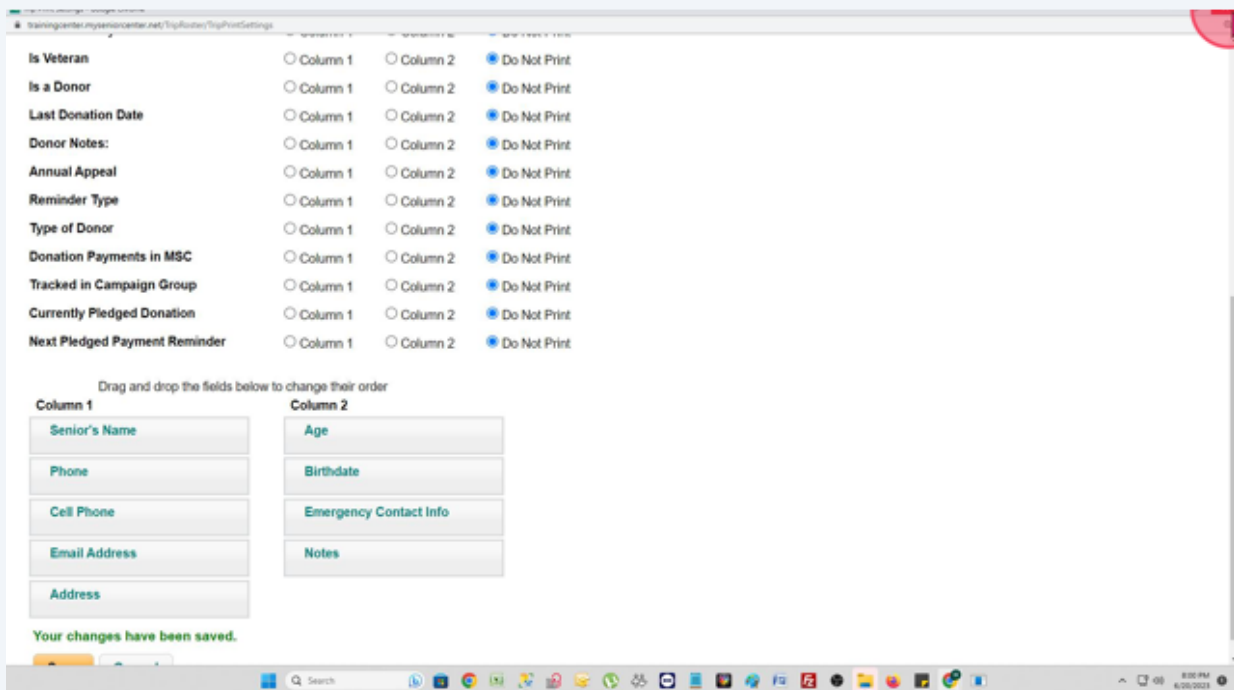 trainingcenter.myseniorcenter.net/TripRoster/TripPrintSettings
Is Veteran Column 1 Column 2 Do Not Print
Is a Donor Column 1 Column 2 Do Not Print
Last Donation Date Column 1 Column 2 Do Not Print
Donor Notes: Column 1 Column 2 Do Not Print
Annual Appeal Column 1 Column 2 Do Not Print
Reminder Type Column 1 Column 2 Do Not Print
Type of Donor Column 1 Column 2 Do Not Print
Donation Payments in MSC Column 1 Column 2 Do Not Print
Tracked in Campaign Group Column 1 Column 2 Do Not Print
Currently Pledged Donation Column 1 Column 2 Do Not Print
Next Pledged Payment Reminder Column 1 Column 2 Do Not Print
Drag and drop the fields below to change their order
Column 1 Column 2
Senior's Name Age
Phone Birthdate
Cell Phone Emergency Contact Info
Email Address Notes
Address
Your changes have been saved.
Search
8:00 PM
6/20/2023